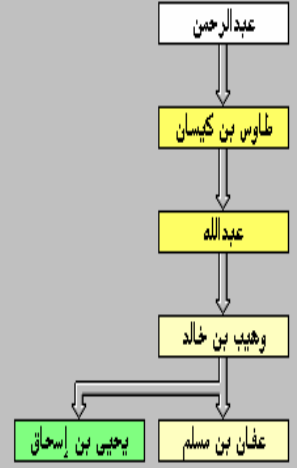 عبدالرحمن
طاوس بن كيسان
عبدالله
وهيب بن خالد
عفان بن مسلم
يحيى بن إسحاق